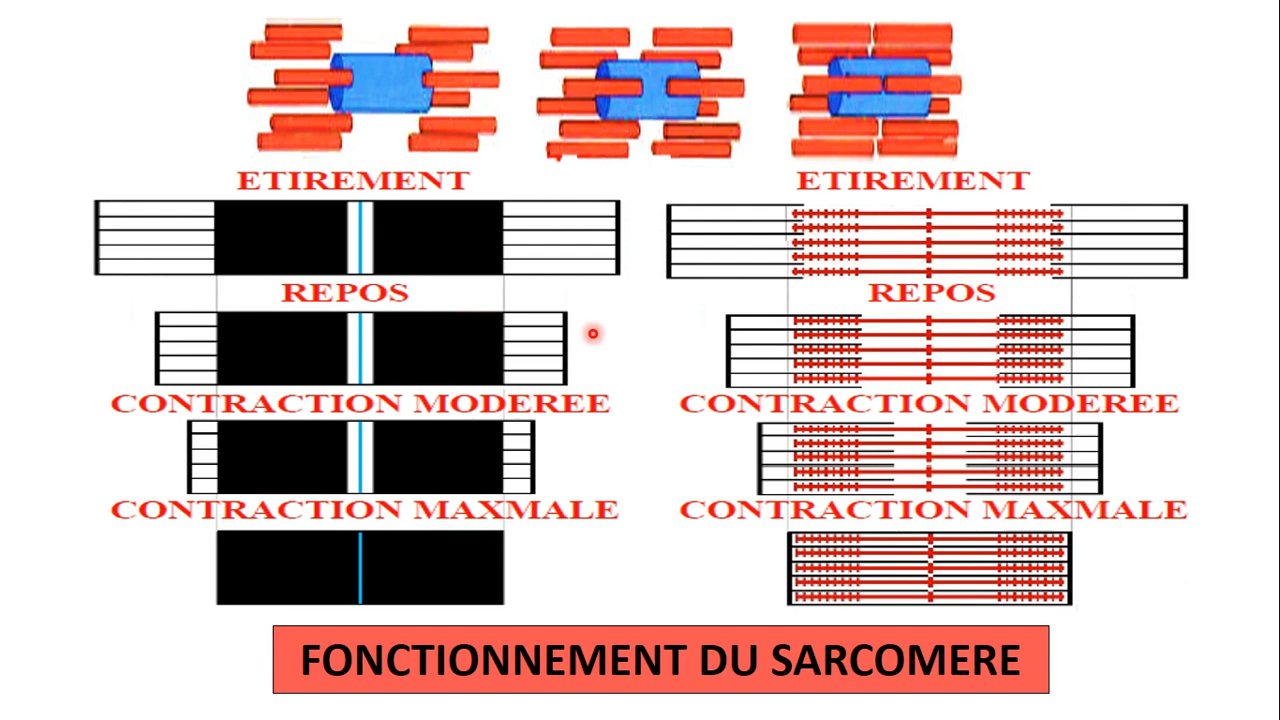 ETIREMENT
ETIREMENT
REPOS
REPOS
CONTRACTION MODEREE
CONTRACTION MODEREE
CONTRACTION MAXMALE
CONTRACTION MAXMALE
FONCTIONNEMENT DU SARCOMERE